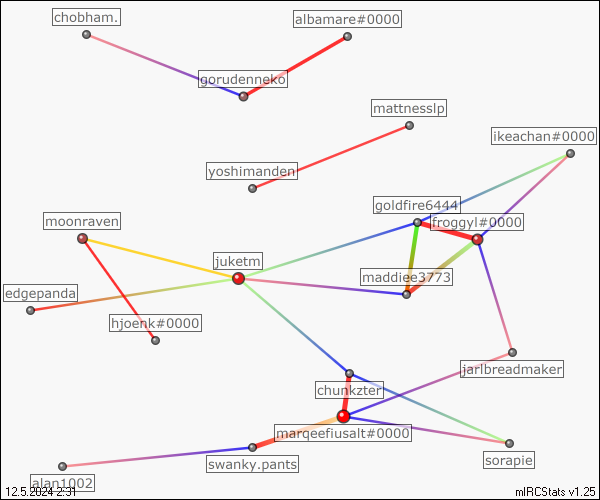 chobham.
albamare#0000
gorudenneko
mattnesslp
ikeachan#0000
yoshimanden
goldfire6444
moonraven
froggyl#0000
juketm
maddiee3773
edgepanda
hjoenk#0000
jarlbreadmaker
chunkzter
marqeefiusalt#0000
swanky.pants
sorapie
alan1002
12.5.2024 2:31
mIRCStats v1.25